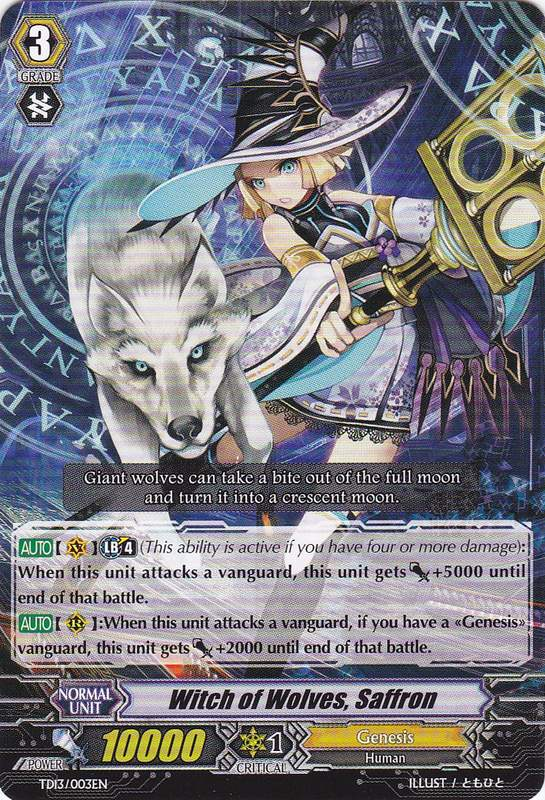 3
GRADE
Giant wolves can take a bite out of the full moon
and turn it into a crescent moon.
AUTO【V】LB4(This ability is active if you have four or more damage):
When this unit attacks a vanguard, this unit gets +5000 until
end of that battle.
AUTO【R】:When this unit attacks a vanguard, if you have a «Genesis»
vanguard, this unit gets +2000 until end of that battle.
NORMAL
UNIT
Witch of Wolves, Saffron
POWER
10000
1
CRITICAL
Genesis
Human
TD13/003EN
ILLUST / ともひと